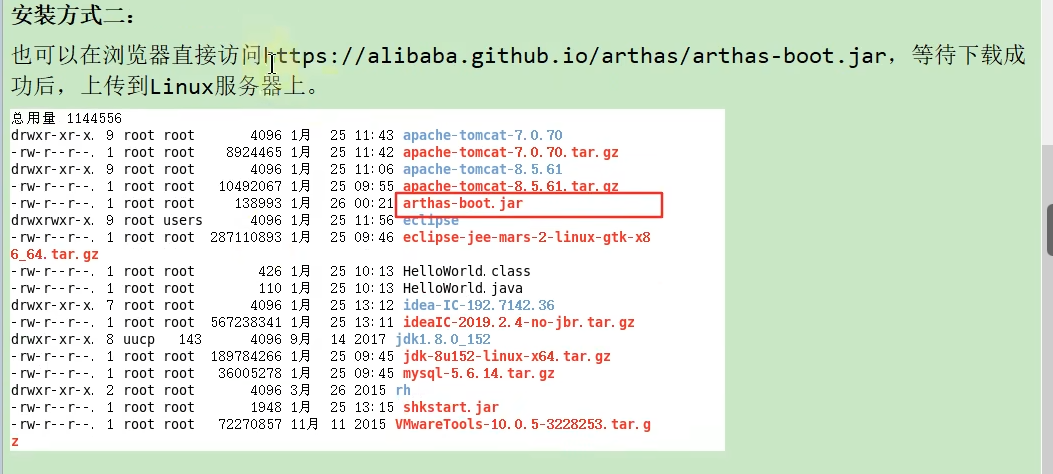 安装方式二：
也可以在浏览器直接访问https://alibaba.github.io/arthas/arthas-boot.jar，等待下载成
功后，上传到Linux服务器上。
总用量 1144556
drwxr-xr-x. 9 root root 4096 1月 25 11:43 apache-tomcat-7.0.70
-rw-r--r--. 1 root root 8924465 1月 25 11:42 apache-tomcat-7.0.70.tar.gz
drwxr-xr-x. 9 root root 4096 1月 25 11:06 apache-tomcat-8.5.61
-rw-r--r--. 1 root root 10492067 1月 25 09:55 apache-tomcat-8.5.61.tar.gz
-rw-r--r--. 1 root root 138993 1月 26 00:21 arthas-boot.jar
drwxrwxr-x. 9 root users 4096 1月 25 11:56 eclipse
-rw-r--r--. 1 root root 287110893 1月 25 09:46 eclipse-jee-mars-2-linux-gtk-x8
6_64.tar.gz
-rw-r--r--. 1 root root 426 1月 25 10:13 HelloWorld.class
-rw-r--r--. 1 root root 110 1月 25 10:13 HelloWorld.java
drwxr-xr-x. 7 root root 4096 1月 25 13:12 idea-IC-192.7142.36
-rw-r--r--. 1 root root 567238341 1月 25 13:11 ideaIC-2019.2.4-no-jbr.tar.gz
drwxr-xr-x. 8 uucp 143 4096 9月 14 2017 jdk1.8.0_152
-rw-r--r--. 1 root root 189784266 1月 25 09:45 jdk-8u152-linux-x64.tar.gz
-rw-r--r--. 1 root root 36005278 1月 25 09:45 mysql-5.6.14.tar.gz
drwxr-xr-x. 2 root root 4096 3月 26 2015 rh
-rw-r--r--. 1 root root 1948 1月 25 13:15 shkstart.jar
-rw-r--r--. 1 root root 72270857 11月 11 2015 VMwareTools-10.0.5-3228253.tar.g
z